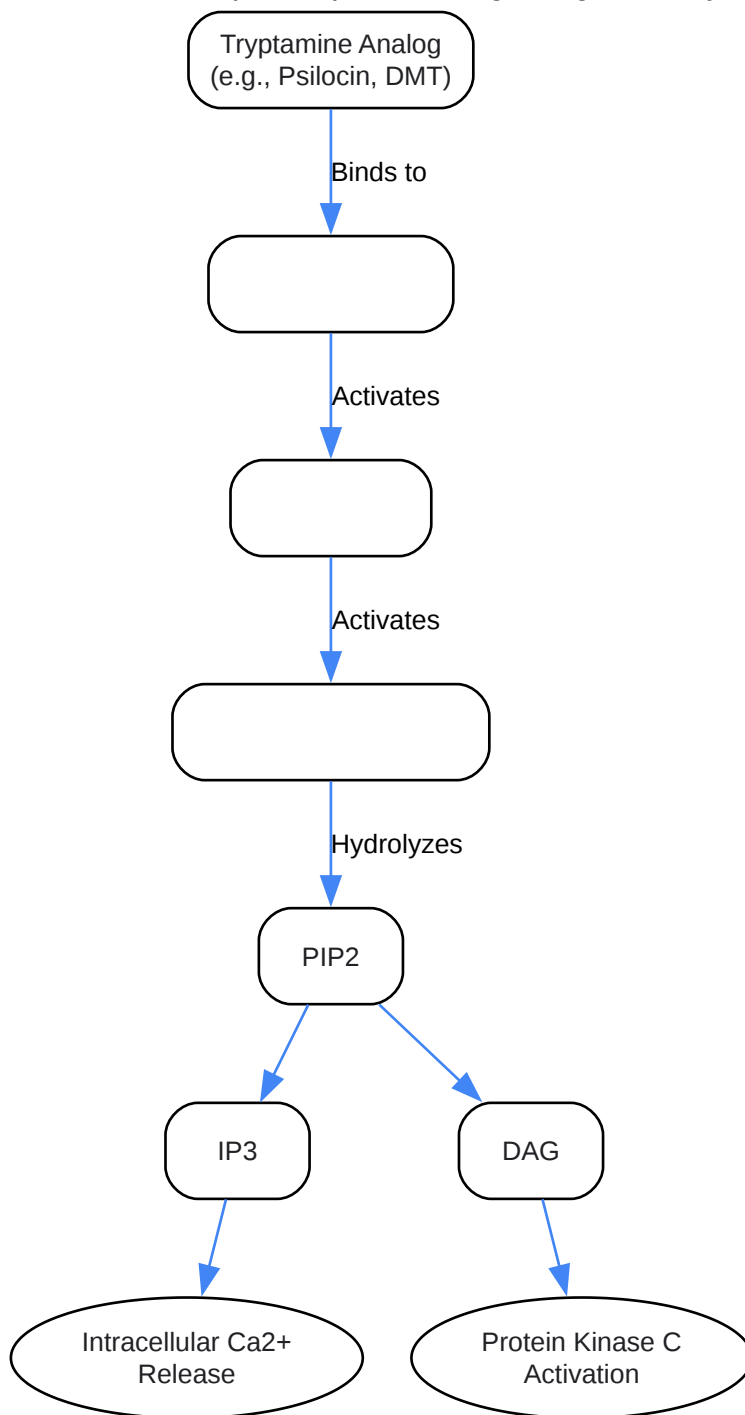 Tryptamine Analog
(e.g., Psilocin, DMT)
Binds to
Activates
Activates
Hydrolyzes
PIP2
IP3
DAG
Intracellular Ca2+
Release
Protein Kinase C
Activation